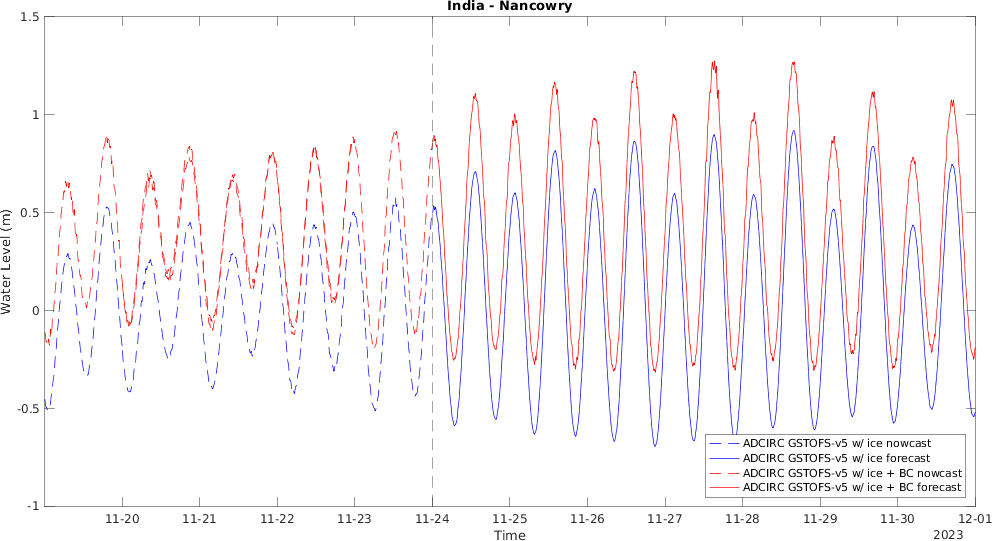 India - Nancowry
1.5
1
0.5
0
-0.5
-1
Water Level (m)
ADCIRC GSTOFS-v5 w/ ice nowcast
ADCIRC GSTOFS-v5 w/ ice forecast
ADCIRC GSTOFS-v5 w/ ice + BC nowcast
ADCIRC GSTOFS-v5 w/ ice + BC forecast
11-20 11-21 11-22 11-23 11-24 11-25 11-26 11-27 11-28 11-29 11-30 12-01
Time 2023